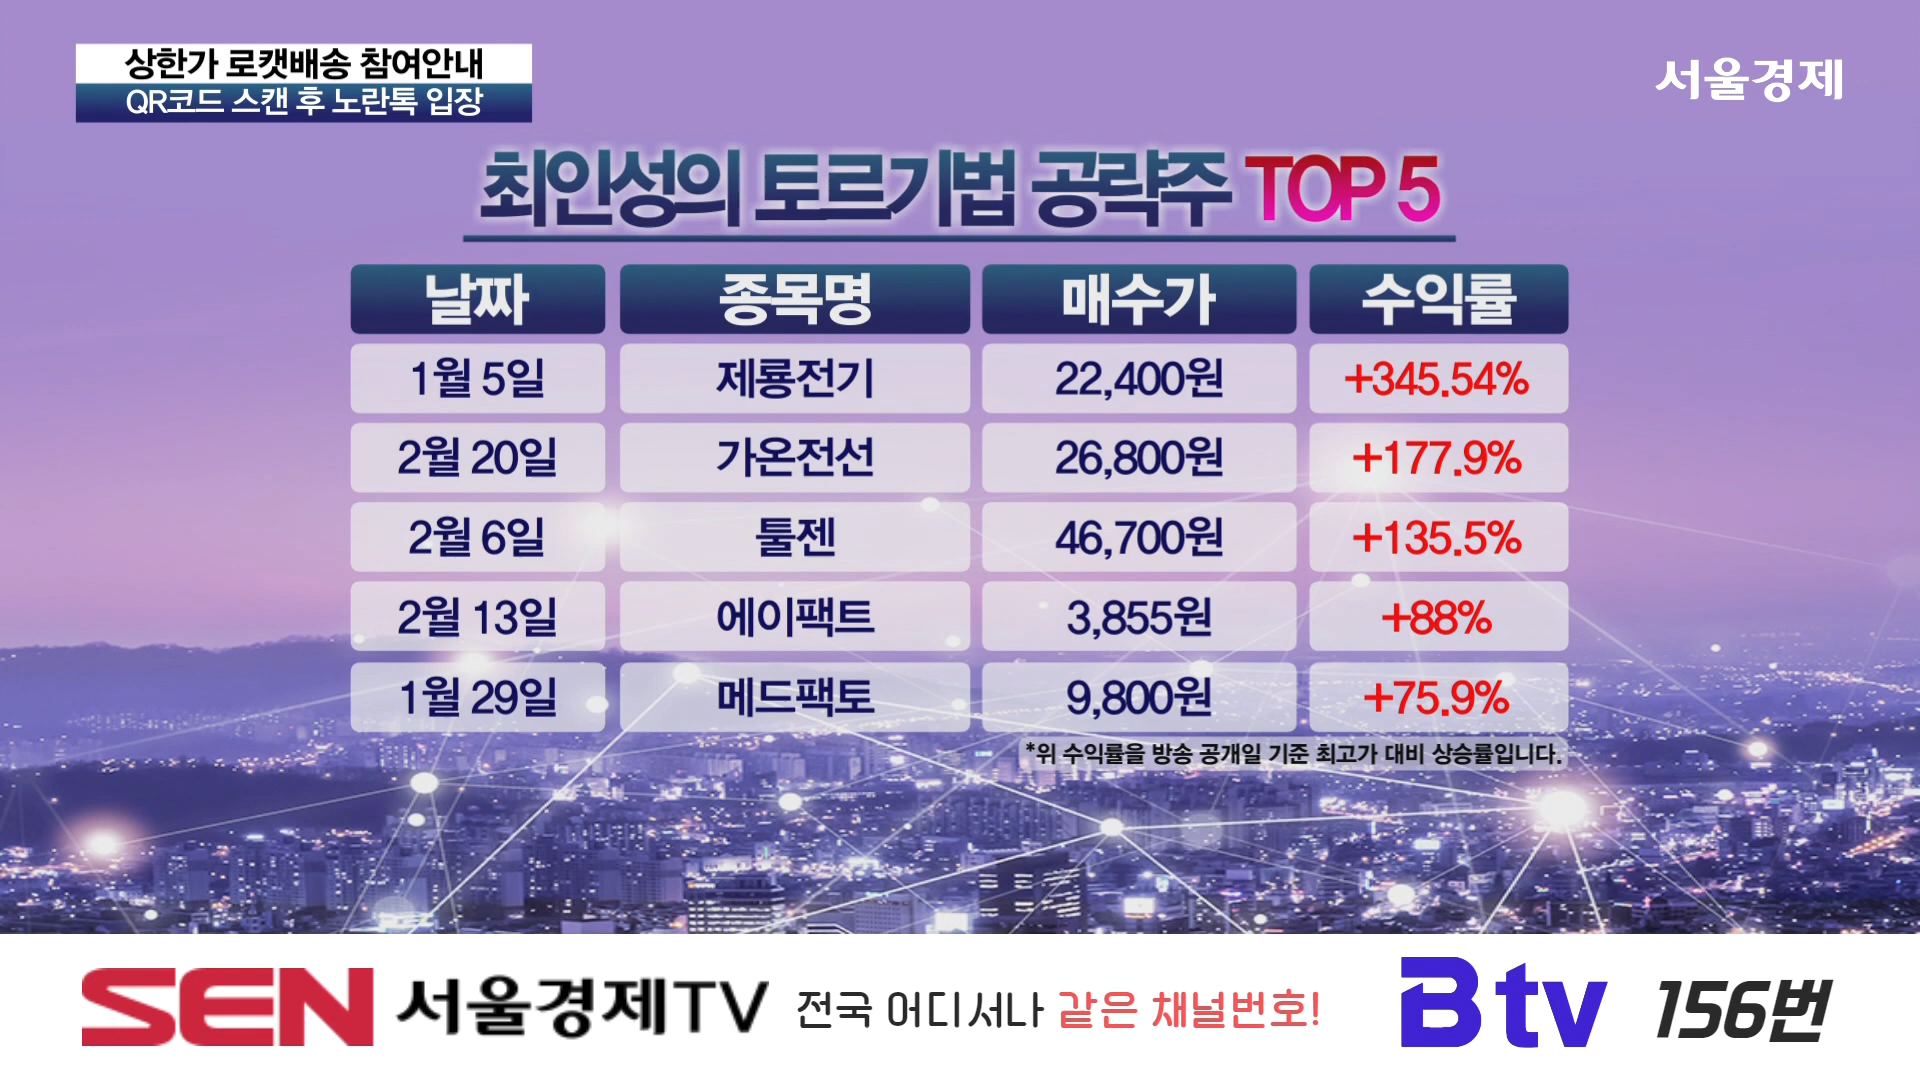 상한가 로캣배송 참여안내
QR코드 스캔 후 노란톡 입장
서울경제
최인성의 토르기법 공략주 TOP 5
날짜 종목명 매수가 수익률
1월 5일 제룡전기 22,400원 +345.54%
2월 20일 가온전선 26,800원 +177.9%
2월 6일 툴젠 46,700원 +135.5%
2월 13일 에이팩트 3,855원 +88%
1월 29일 메드팩토 9,800원 +75.9%
*위 수익률을 방송 공개일 기준 최고가 대비 상승률입니다.
SEN 서울경제TV 전국 어디서나 같은 채널번호! B tv 156번